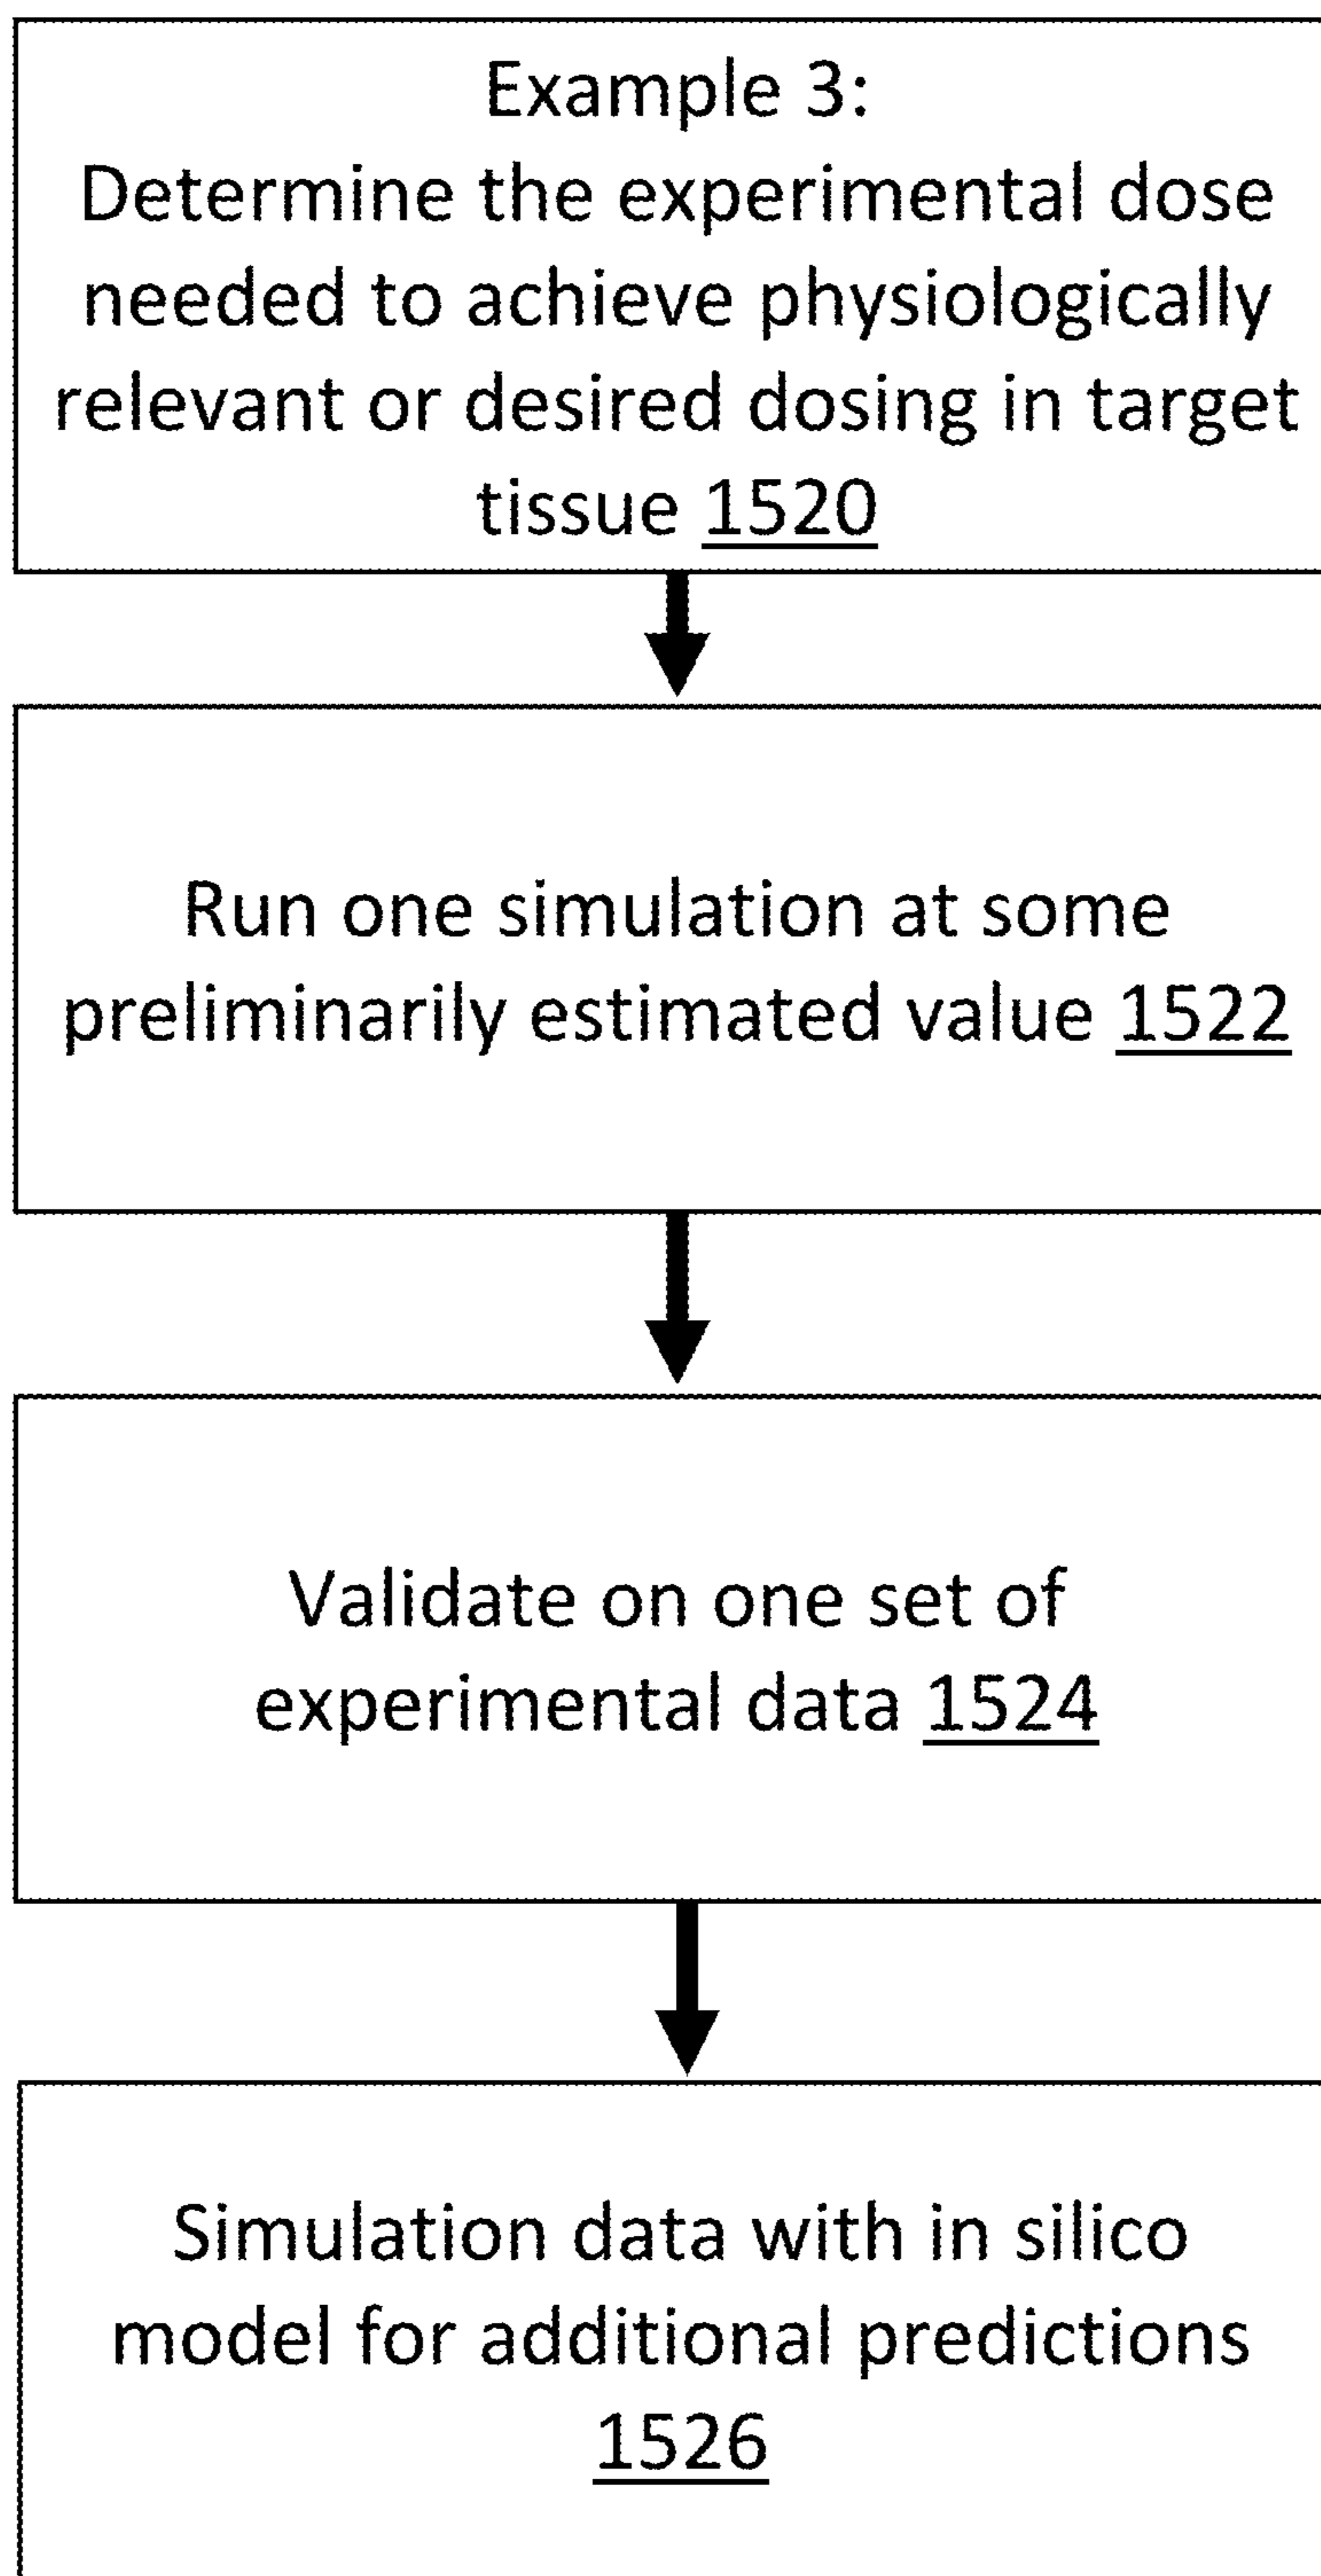 Example 3:
Determine the experimental dose
needed to achieve physiologically
relevant or desired dosing in target
tissue 1520
Run one simulation at some
preliminarily estimated value 1522
Validate on one set of
experimental data 1524
Simulation data with in silico
model for additional predictions
1526